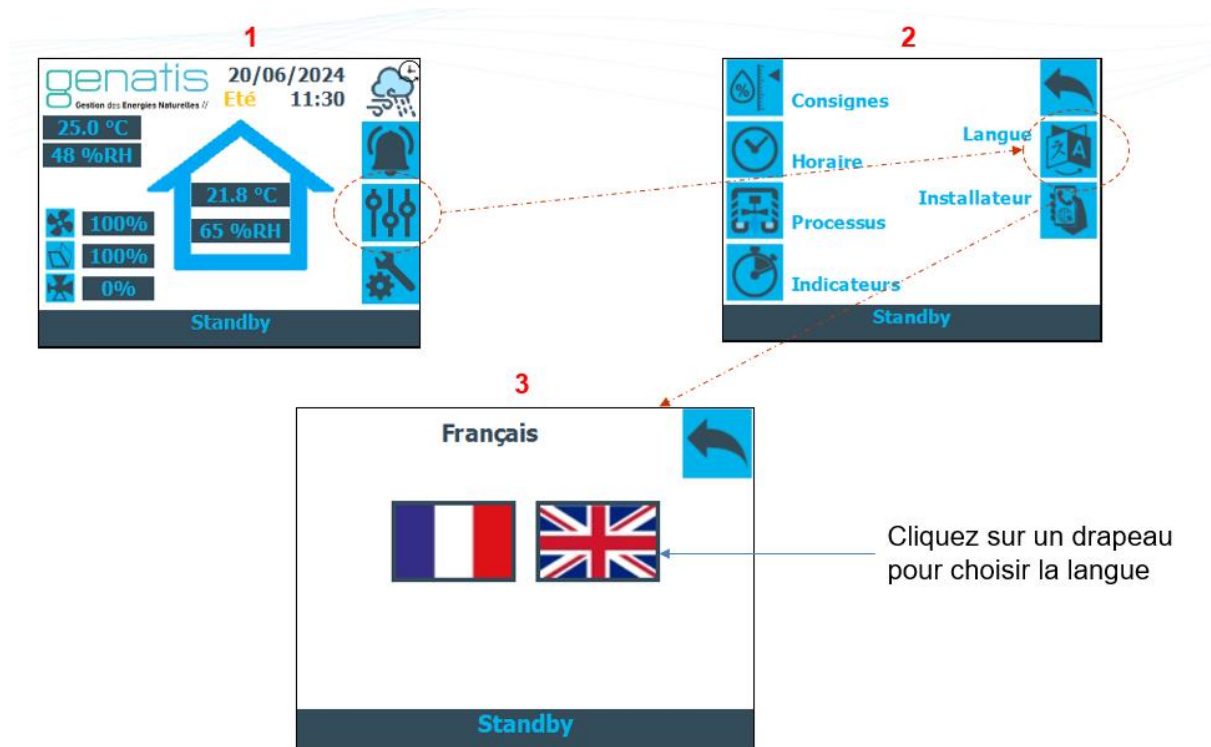 1
genatis
Gestion des Energies Naturelles //
20/06/2024
Eté 11:30
25.0 °C
48 %RH
21.8 °C
65 %RH
100%
100%
0%
Standby
2
%
Consignes
Horaire
Processus
Indicateurs
Langue
A
Installateur
Standby
3
Français
Cliquez sur un drapeau
pour choisir la langue
Standby